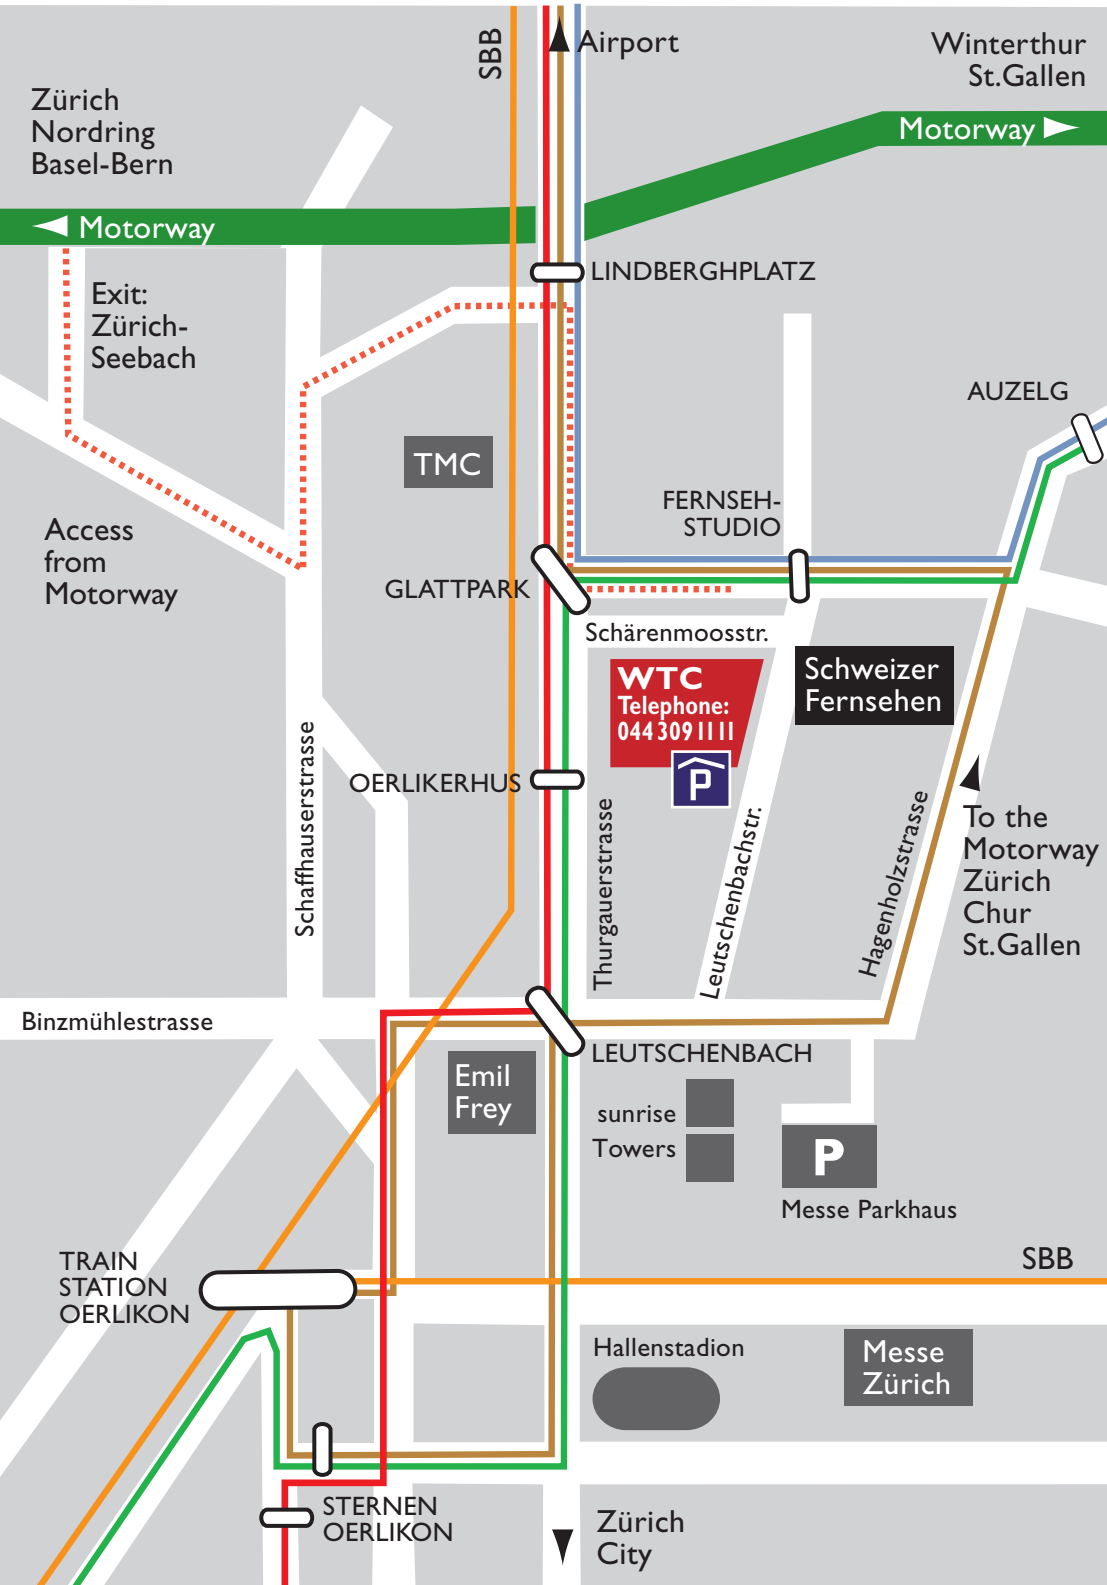 SBB
Airport
Winterthur
St.Gallen
Zürich
Nordring
Basel-Bern
Motorway
Motorway
LINDBERGHPLATZ
Exit:
Zürich-
Seebach
AUZELG
TMC
FERNSEH-
STUDIO
Access
from
Motorway
GLATTPARK
Schärenmoosstr.
WTC
Telephone:
044 309 11 11
P
Schweizer
Fernsehen
Schaffhauserstrasse
OERLIKERHUS
Thurgauerstrasse
Leutschenbachstr.
Hagenholzstrasse
To the
Motorway
Zürich
Chur
St.Gallen
Binzmühlestrasse
LEUTSCHENBACH
Emil
Frey
sunrise
Towers
P
Messe Parkhaus
TRAIN
STATION
OERLIKON
SBB
Hallenstadion
Messe
Zürich
STERNEN
OERLIKON
Zürich
City